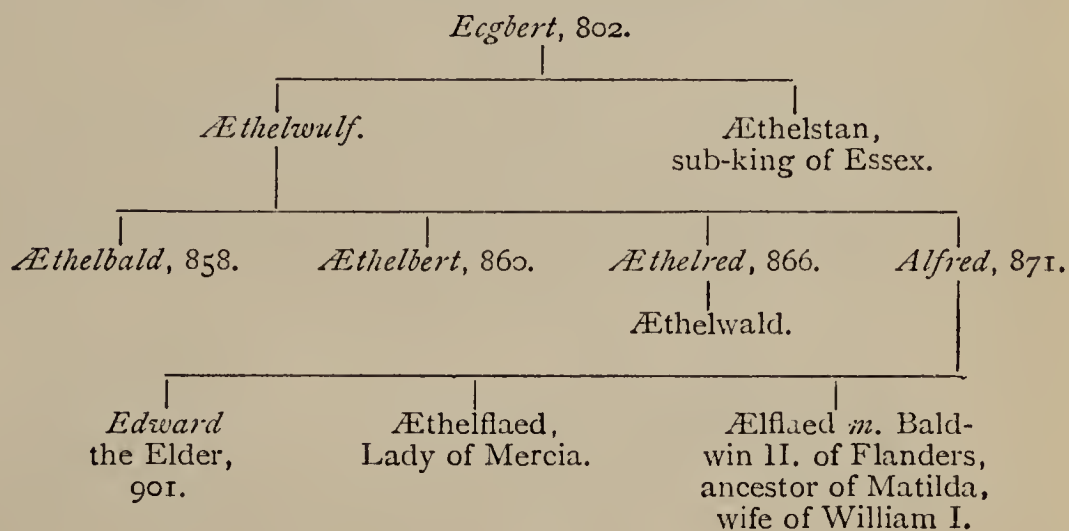 Ecgbert, 802.
Æthelwulf.
Æthelstan,
sub-king of Essex.
Æthelbald, 858.
Æthelbert, 860.
Æthelred, 866.
Alfred, 871.
Æthelwald.
Edward
the Elder,
901.
Æthelflaed,
Lady of Mercia.
Ælflaed m. Bald-
win II. of Flanders,
ancestor of Matilda,
wife of William I.